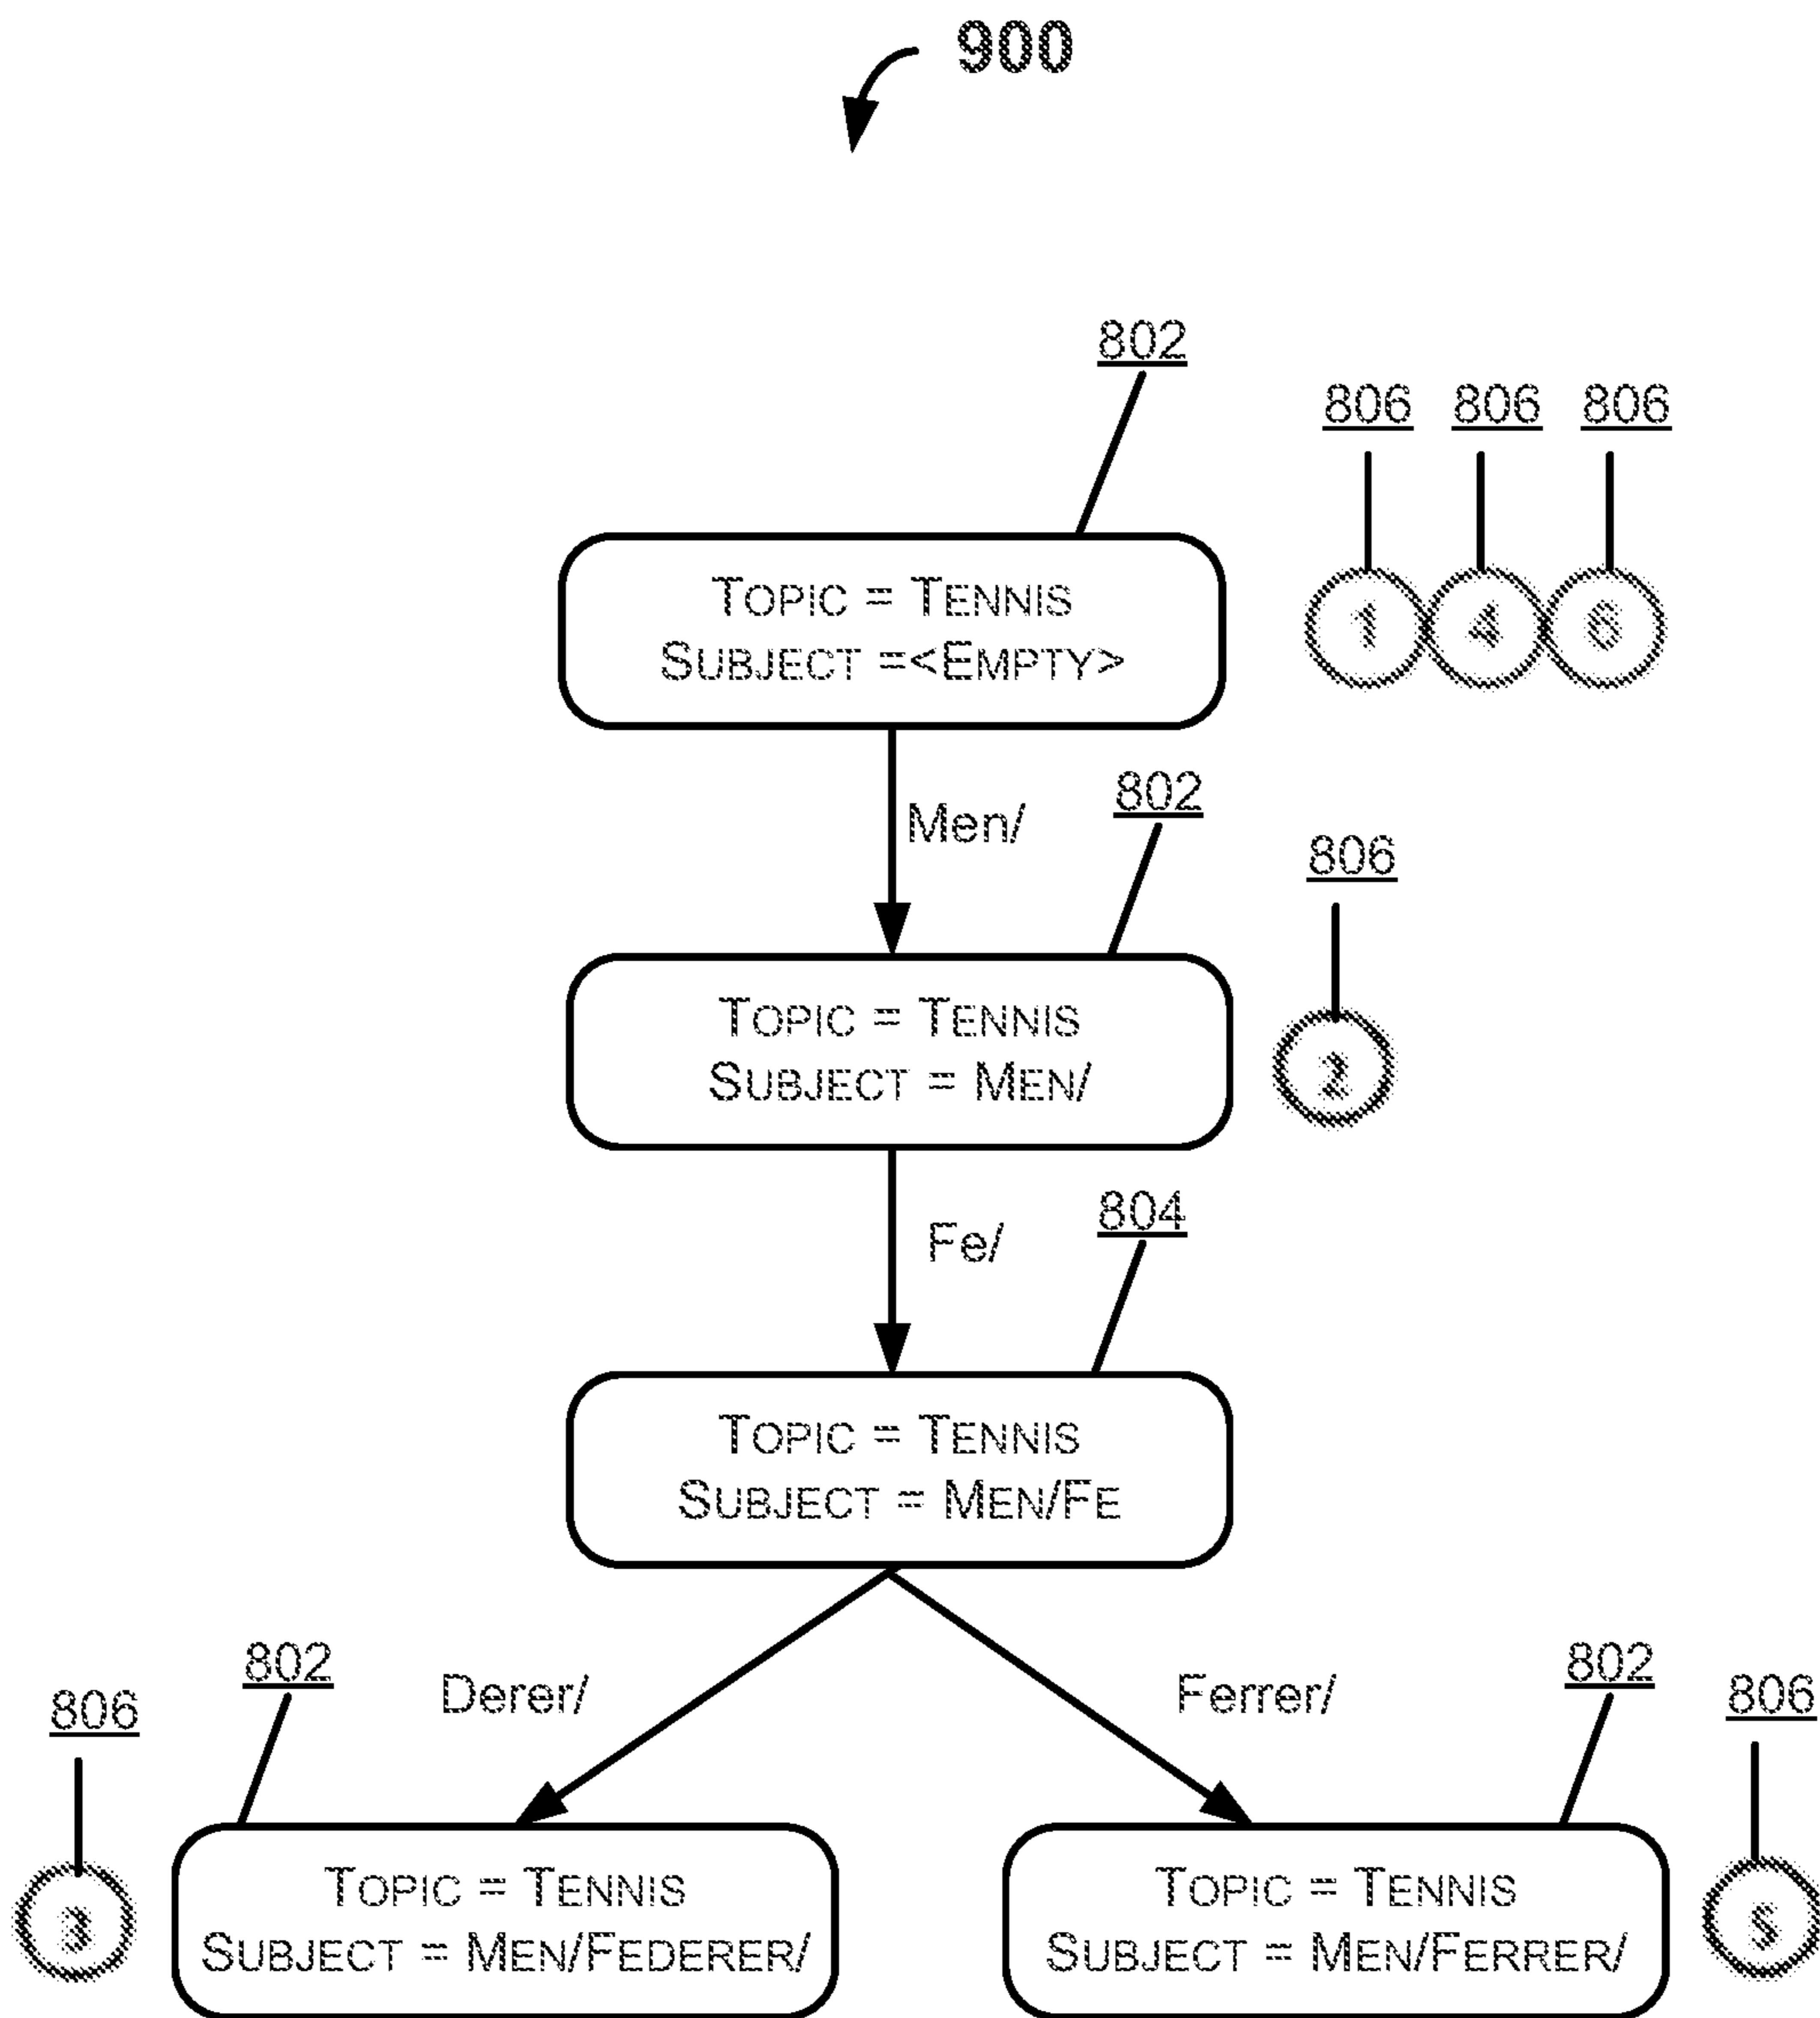 900
802
806 806 806
TOPIC = TENNIS
SUBJECT =<EMPTY>
1 4 6
Men/
802
806
TOPIC = TENNIS
SUBJECT = MEN/
2
Fe/
804
TOPIC = TENNIS
SUBJECT = MEN/FE
Derer/
Ferrer/
802
802
806
806
TOPIC = TENNIS
SUBJECT = MEN/FEDERER/
TOPIC = TENNIS
SUBJECT = MEN/FERRER/
3
5